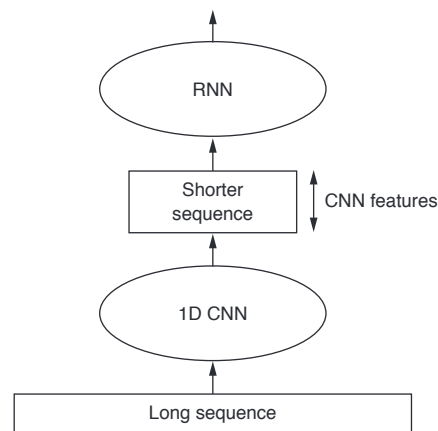 RNN
Shorter
sequence
CNN features
1D CNN
Long sequence